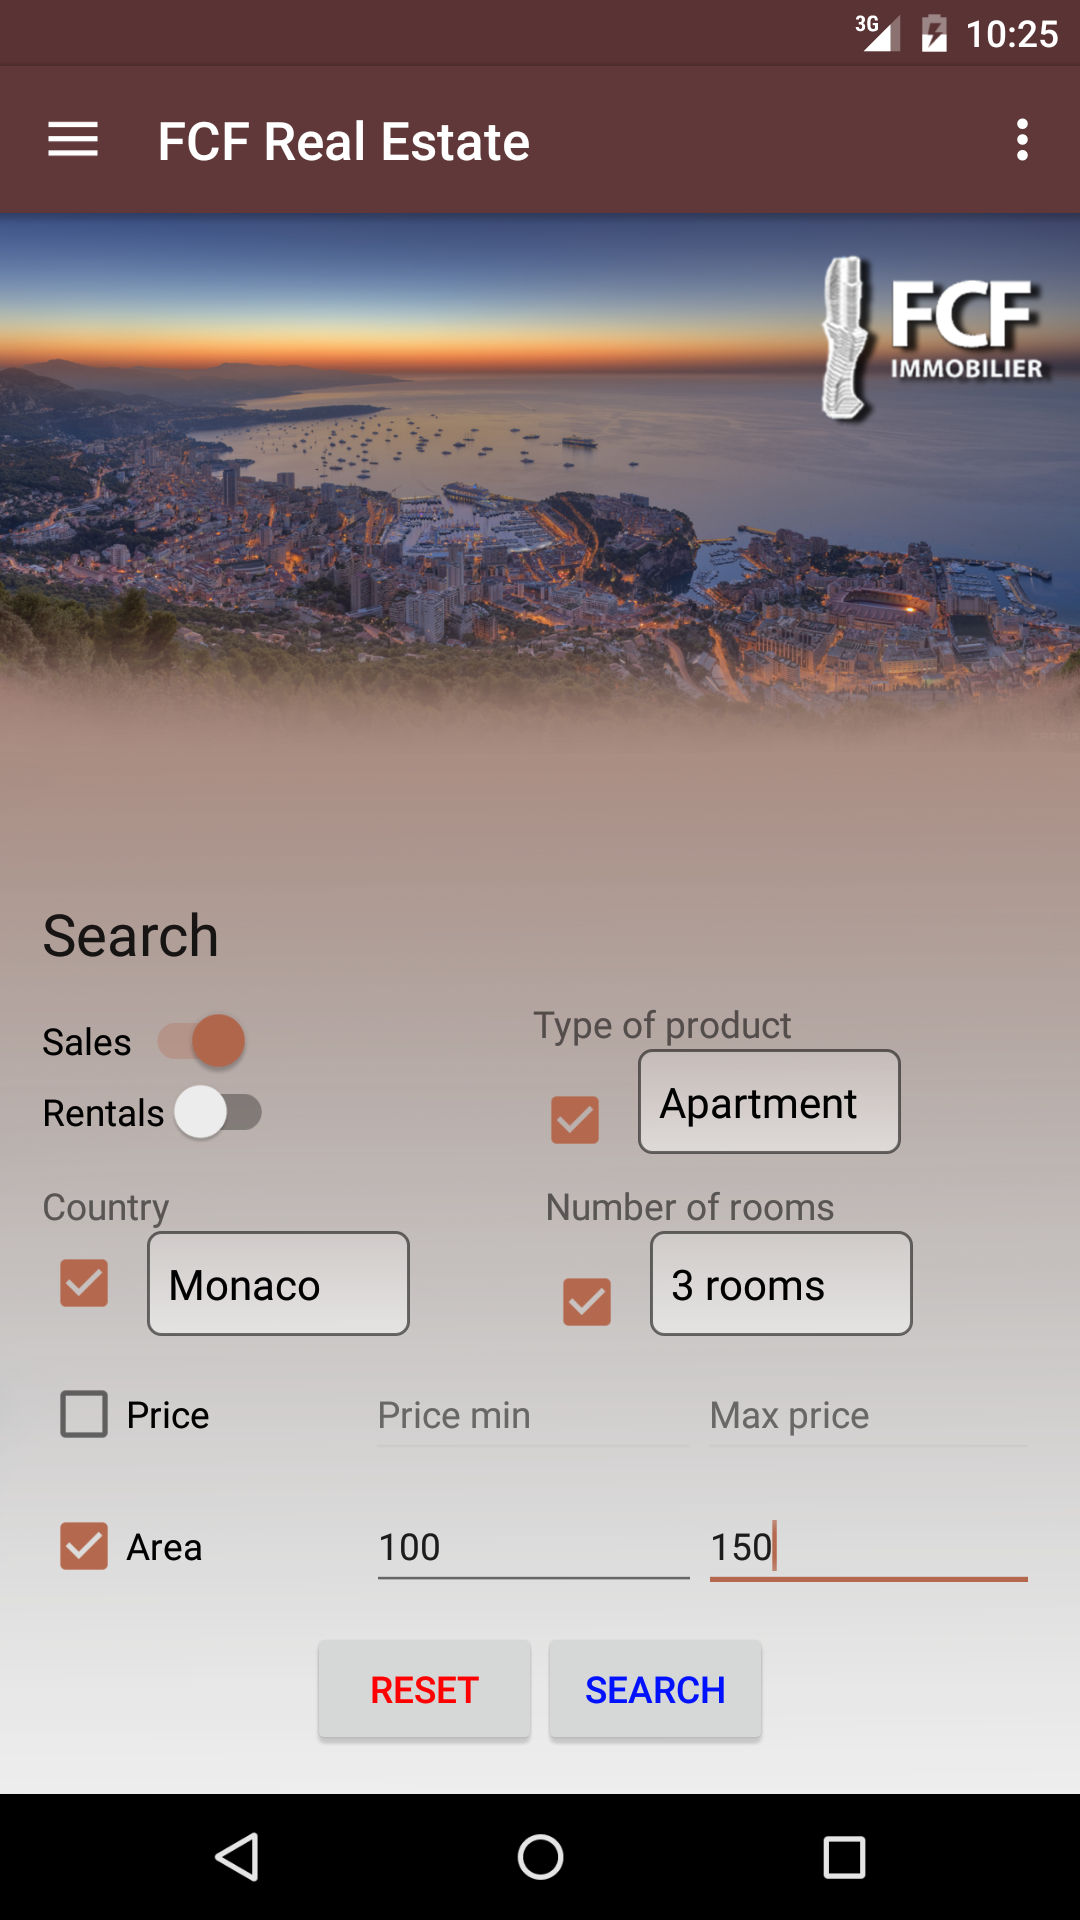 3G 10:25
FCF Real Estate
FCF
IMMOBILIER
Search
Sales
Type of product
Apartment
Rentals
Country
Number of rooms
Monaco
3 rooms
Price Price min Max price
Area 100 150
RESET SEARCH